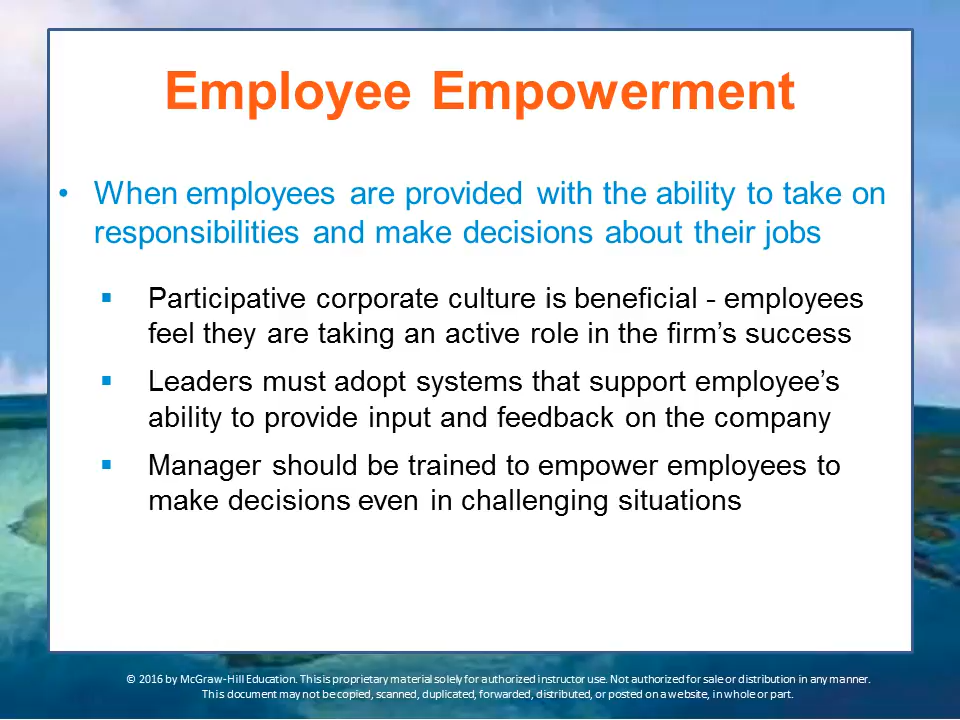 Employee Empowerment
• When employees are provided with the ability to take on
responsibilities and make decisions about their jobs
▪ Participative corporate culture is beneficial - employees
feel they are taking an active role in the firm’s success
▪ Leaders must adopt systems that support employee’s
ability to provide input and feedback on the company
▪ Manager should be trained to empower employees to
make decisions even in challenging situations
© 2016 by McGraw-Hill Education. This is proprietary material solely for authorized instructor use. Not authorized for sale or distribution in any manner.
This document may not be copied, scanned, duplicated, forwarded, distributed, or posted on a website, in whole or part.